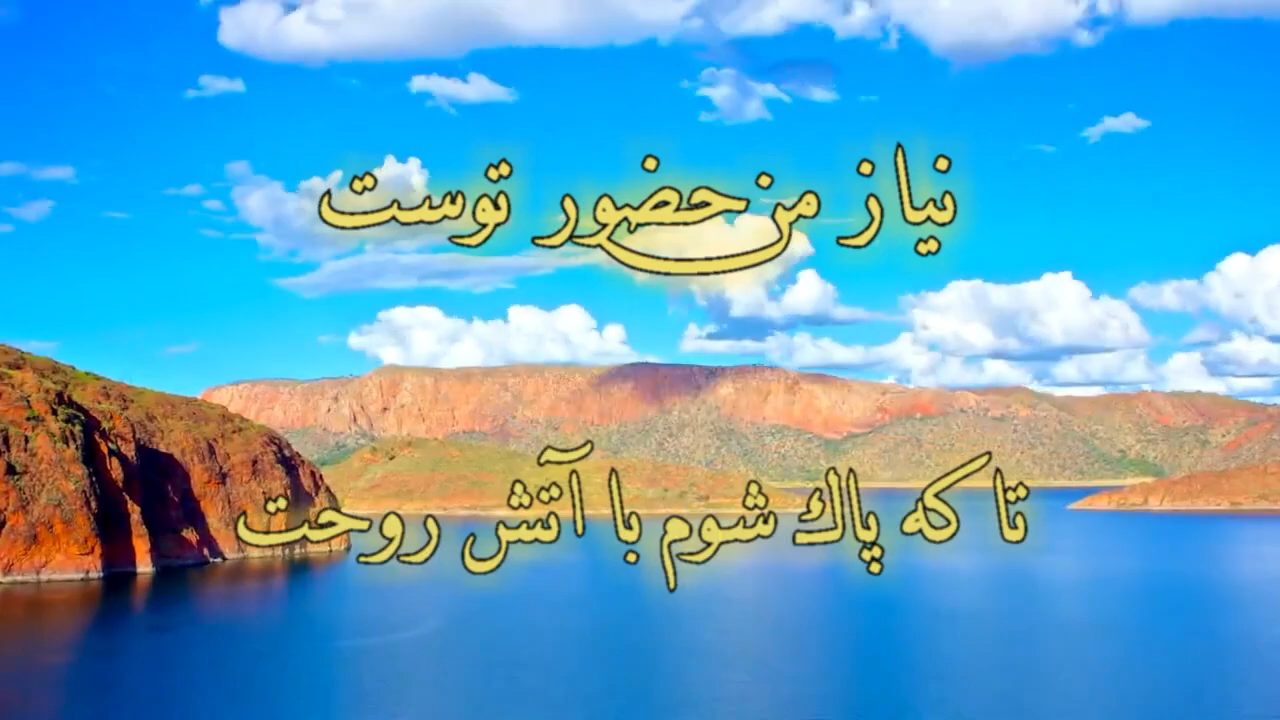 نیاز من حضور توست
تا که پاك شوم با آتش روحت